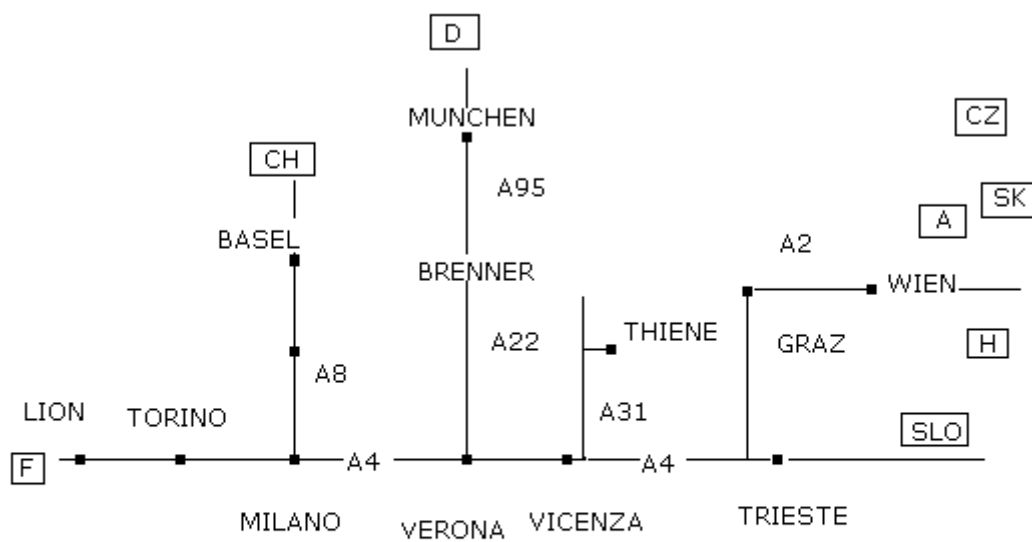 D
CZ
MUNCHEN
CH
A95
SK
A
BASEL
A2
BRENNER
WIEN
THIENE
A22
GRAZ
H
A8
LION
TORINO
A31
SLO
F
A4
A4
MILANO
VERONA
VICENZA
TRIESTE